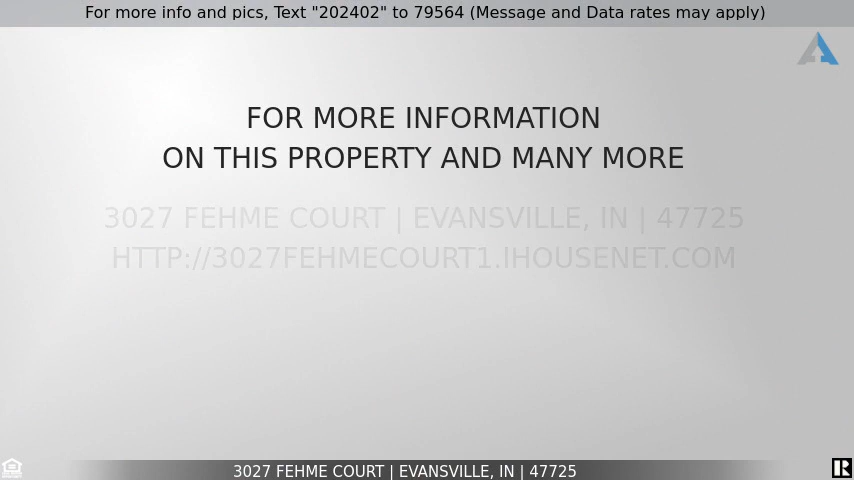 For more info and pics, Text "202402" to 79564 (Message and Data rates may apply)
FOR MORE INFORMATION
ON THIS PROPERTY AND MANY MORE
3027 FEHME COURT | EVANSVILLE, IN | 47725
HTTP://3027FEHMECOURT1.IHOUSENET.COM
3027 FEHME COURT | EVANSVILLE, IN | 47725